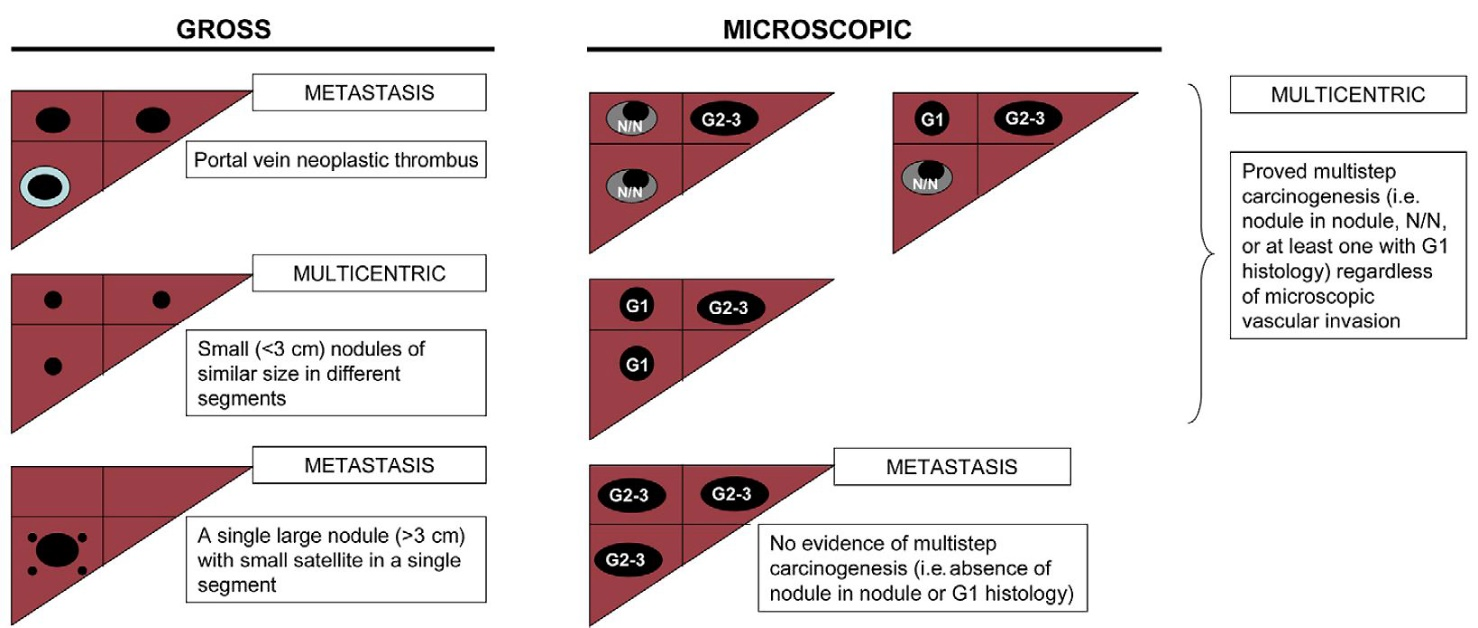 GROSS
METASTASIS
Portal vein neoplastic thrombus
MULTICENTRIC
Small (<3 cm) nodules of
similar size in different
segments
METASTASIS
A single large nodule (>3 cm)
with small satellite in a single
segment
MICROSCOPIC
N/N
G2-3
N/N
G1
G2-3
N/N
G1
G2-3
G1
MULTICENTRIC
Proved multistep
carcinogenesis (i.e.
nodule in nodule, N/N,
or at least one with G1
histology) regardless
of microscopic
vascular invasion
G2-3
G2-3
G2-3
METASTASIS
No evidence of multistep
carcinogenesis (i.e. absence of
nodule in nodule or G1 histology)